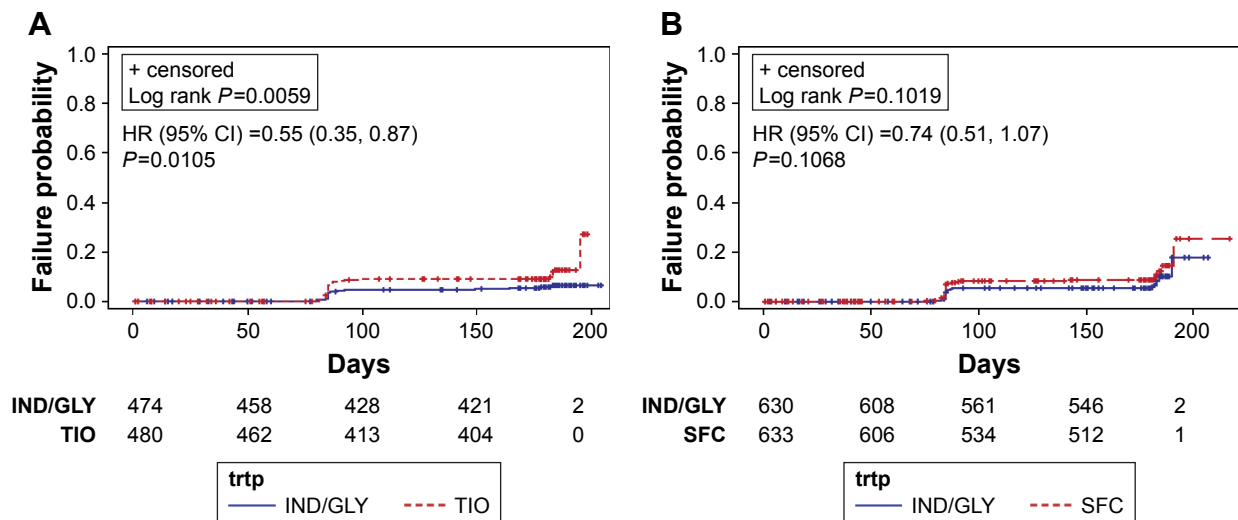 A
Failure probability
1.0
0.8
0.6
0.4
0.2
0.0
+ censored
Log rank P=0.0059
HR (95% CI) =0.55 (0.35, 0.87)
P=0.0105
0 50 100 150 200
Days
IND/GLY 474 458 428 421 2
TIO 480 462 413 404 0
trtp
IND/GLY TIO
B
Failure probability
1.0
0.8
0.6
0.4
0.2
0.0
+ censored
Log rank P=0.1019
HR (95% CI) =0.74 (0.51, 1.07)
P=0.1068
0 50 100 150 200
Days
IND/GLY 630 608 561 546 2
SFC 633 606 534 512 1
trtp
IND/GLY SFC